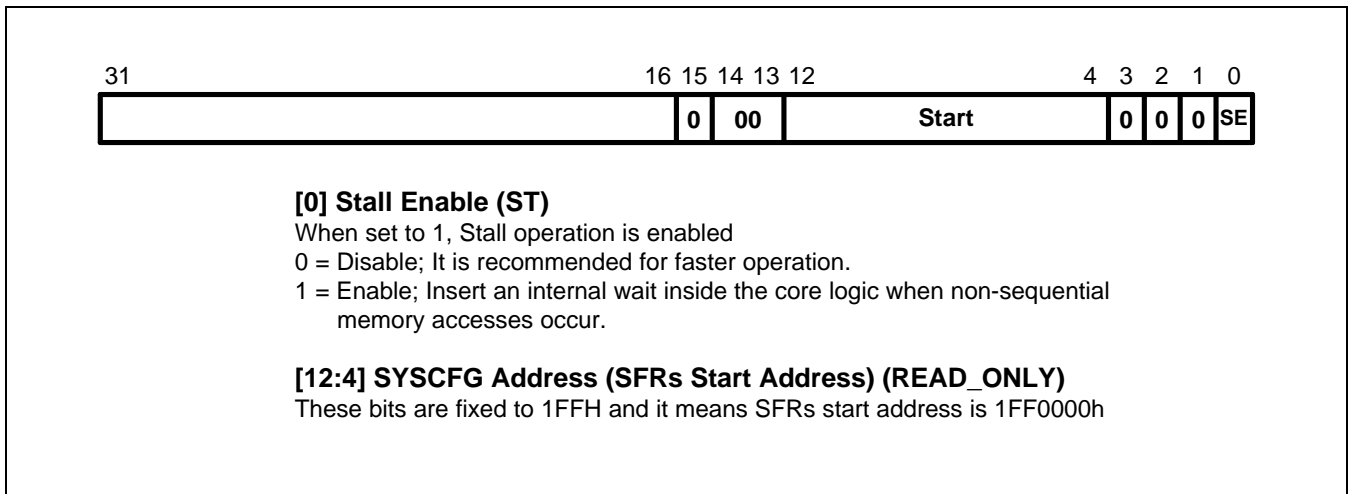 31 16 15 14 13 12 4 3 2 1 0
0 00 Start 0 0 0 SE
[0] Stall Enable (ST)
When set to 1, Stall operation is enabled
0 = Disable; It is recommended for faster operation.
1 = Enable; Insert an internal wait inside the core logic when non-sequential
memory accesses occur.
[12:4] SYSCFG Address (SFRs Start Address) (READ_ONLY)
These bits are fixed to 1FFH and it means SFRs start address is 1FF0000h